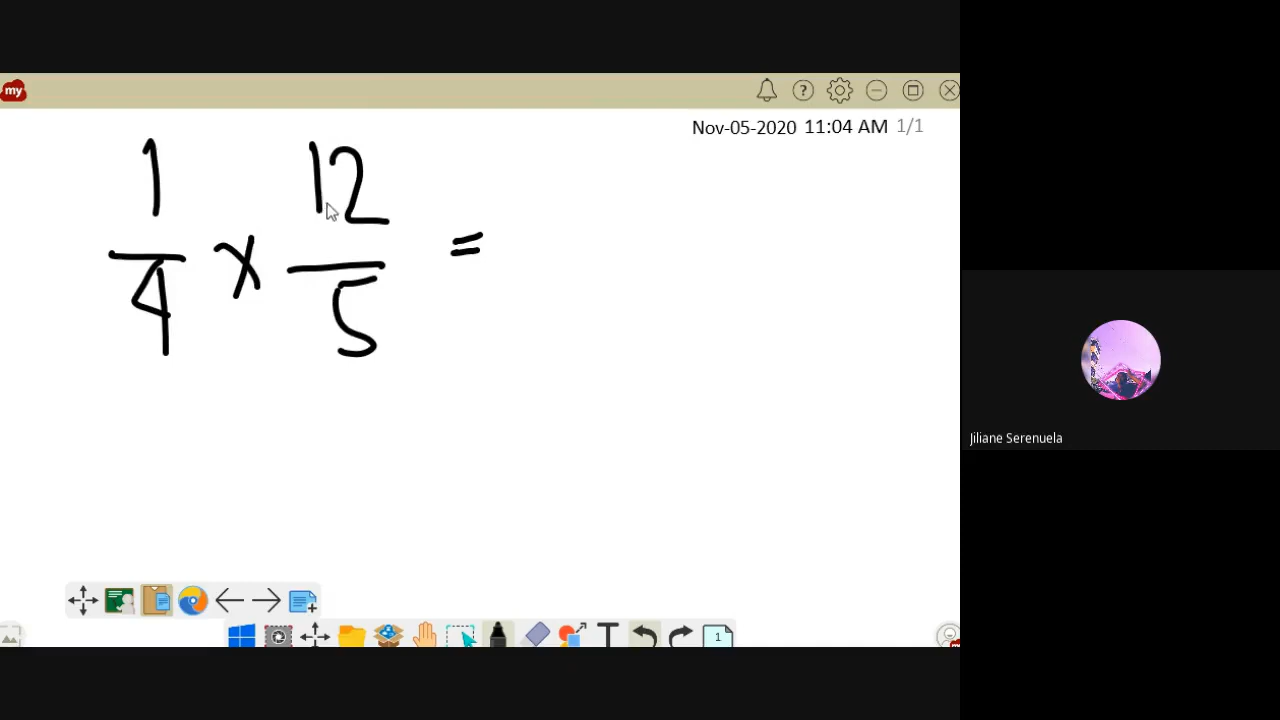 my
Nov-05-2020 11:04 AM 1/1
1 12
— x — =
4 5
Jiliane Serenuela
T 1